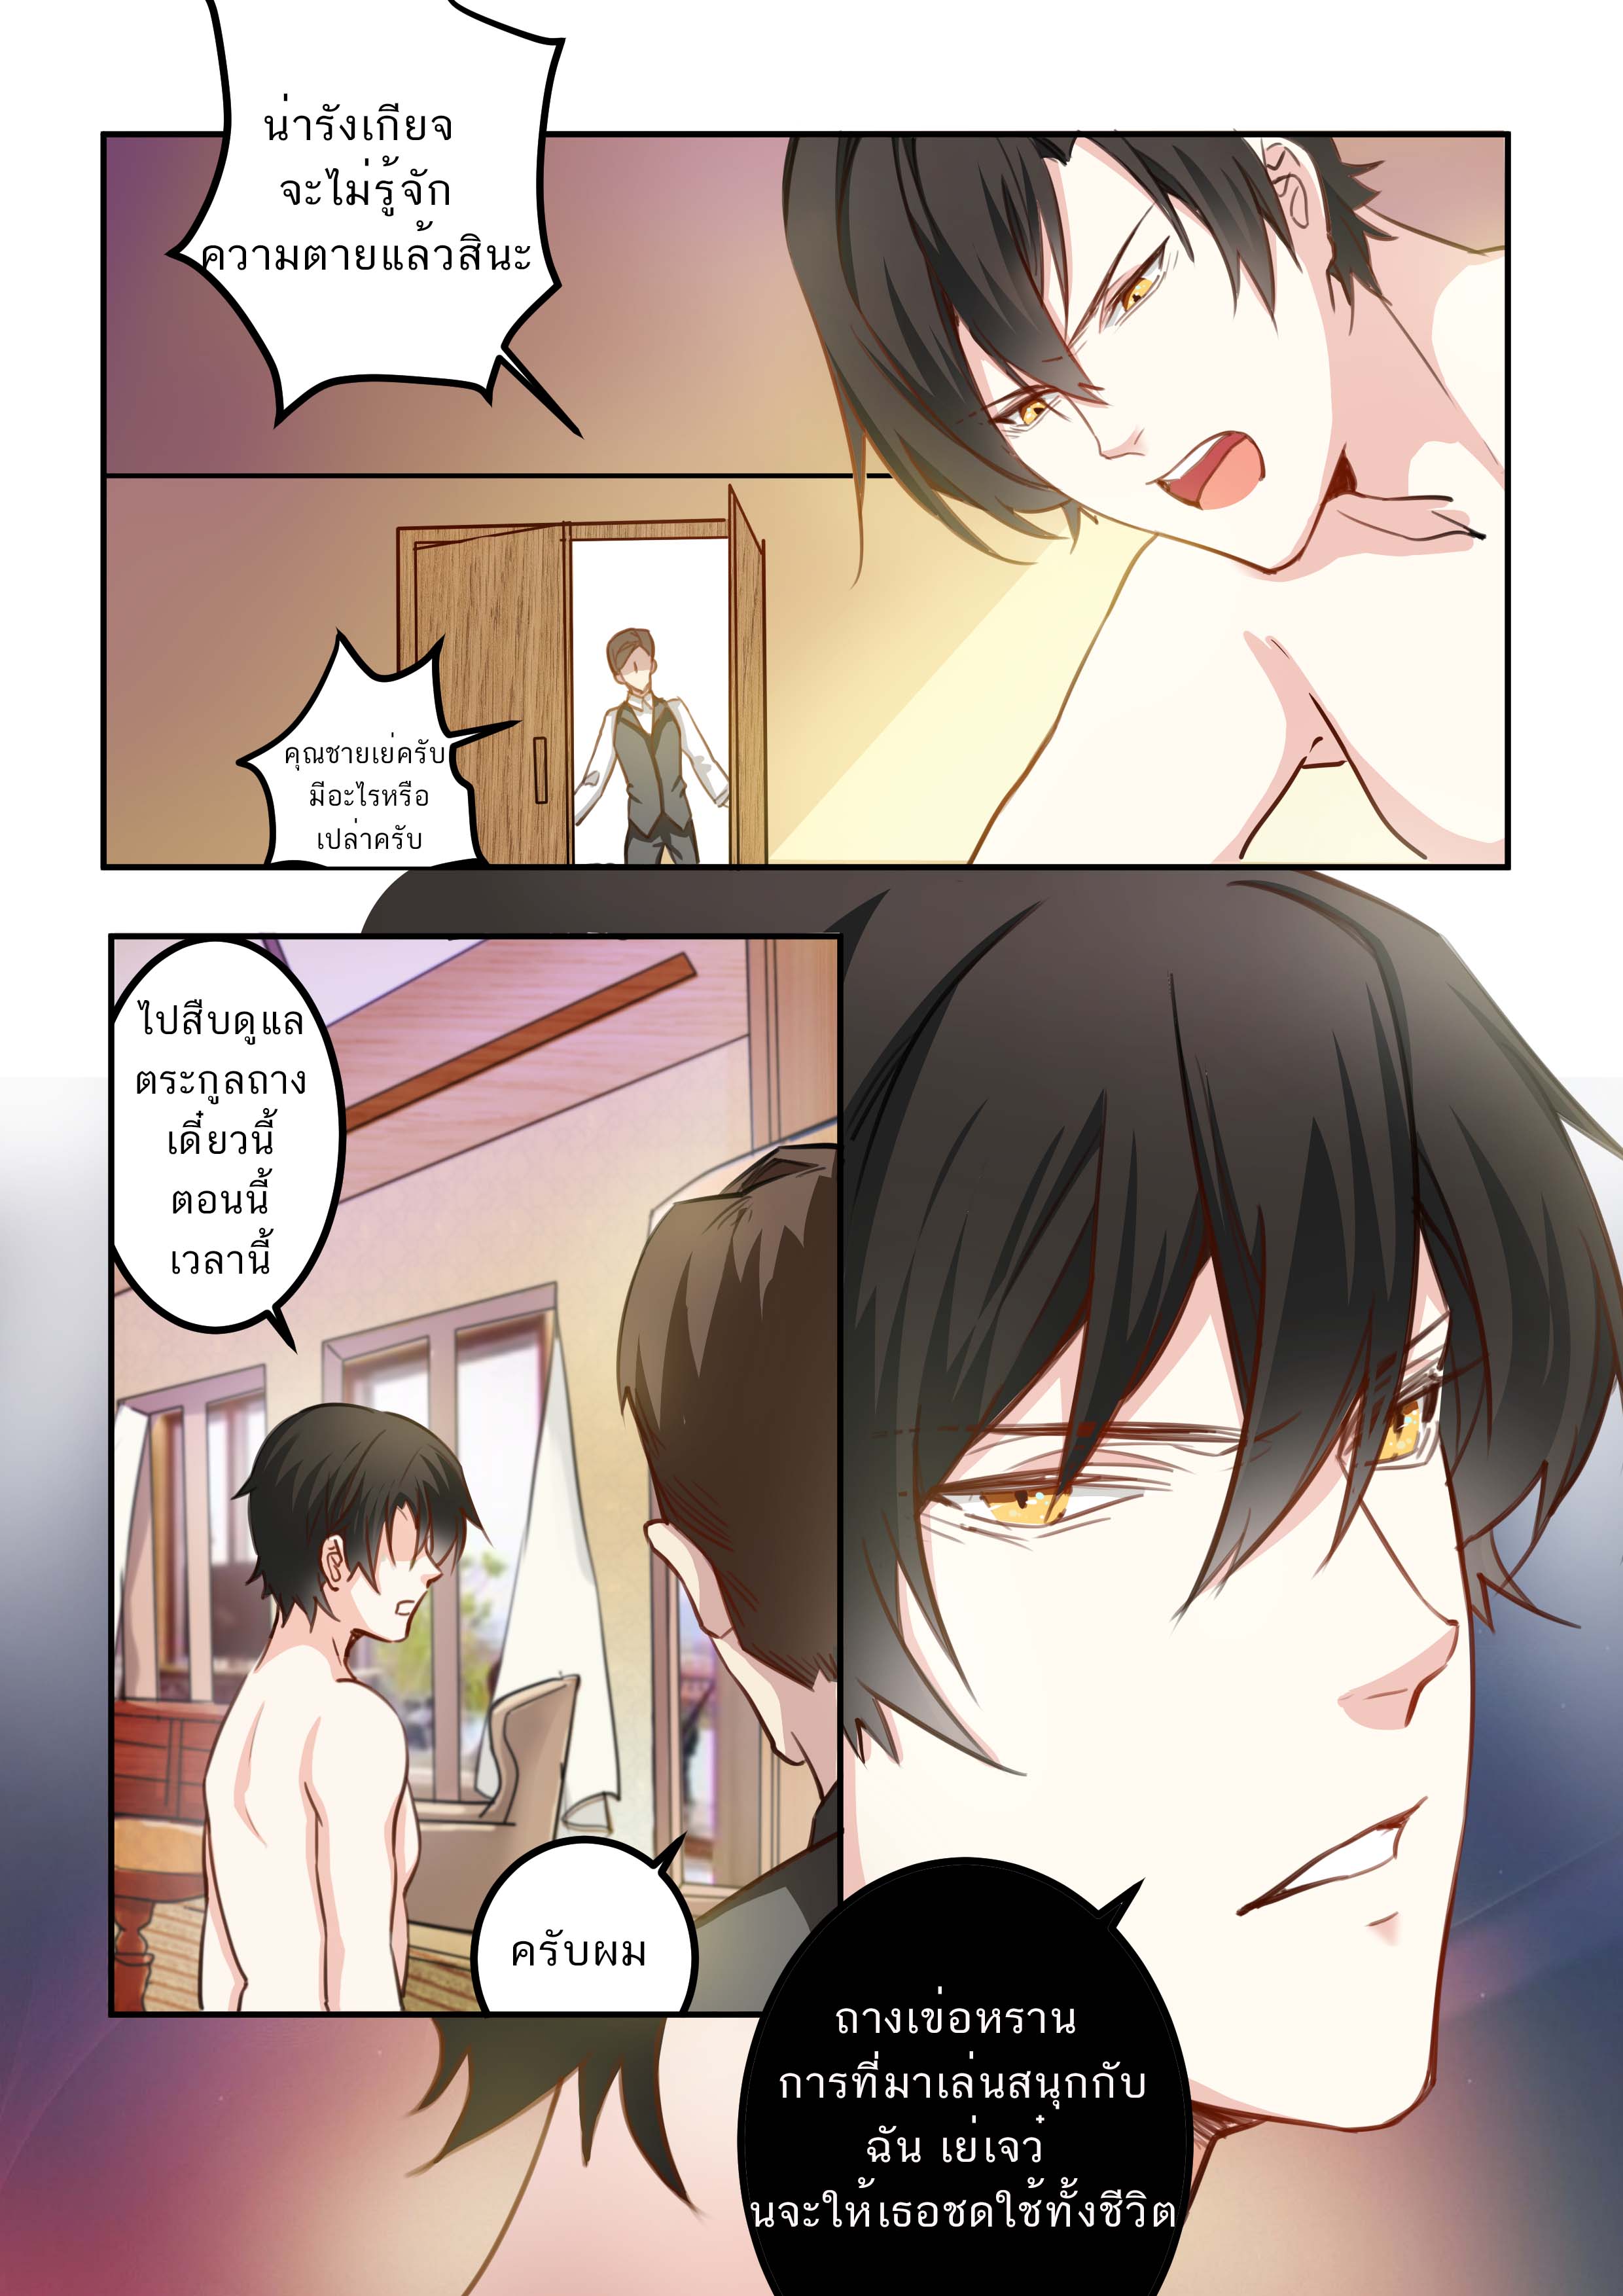 น่ารังเกียจ
จะไม่รู้จัก
ความตายแล้วสินะ
คุณชายเย่ครับ
มีอะไรหรือ
เปล่าครับ
ไปสืบดูแล
ตระกูลถาง
เดี๋ยวนี้
ตอนนี้
เวลานี้
ครับผม
ถางเข่อหราน
การที่มาเล่นสนุกกับ
ฉัน เย่เจว๋
นจะให้เธอชดใช้ทั้งชีวิต